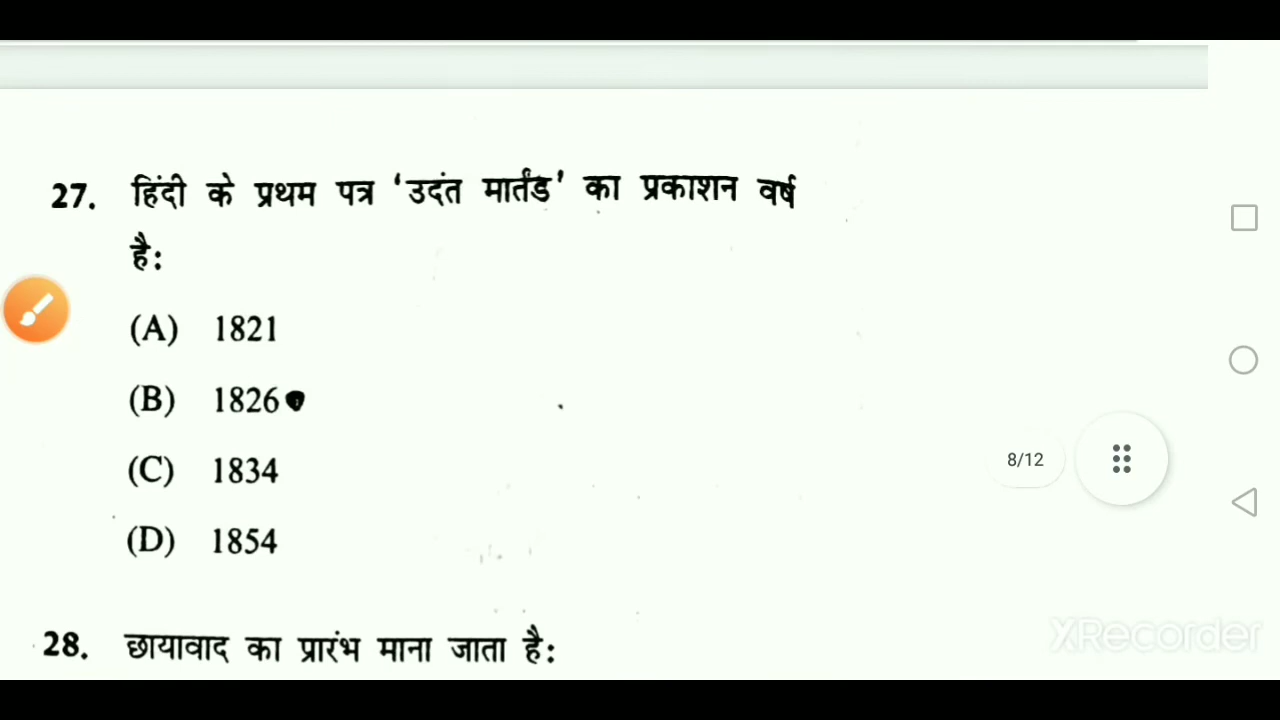 27. हिंदी के प्रथम पत्र 'उदंत मार्तंड' का प्रकाशन वर्ष
है:
(A) 1821
(B) 1826
(C) 1834
(D) 1854
8/12
28. छायावाद का प्रारंभ माना जाता है:
XRecorder